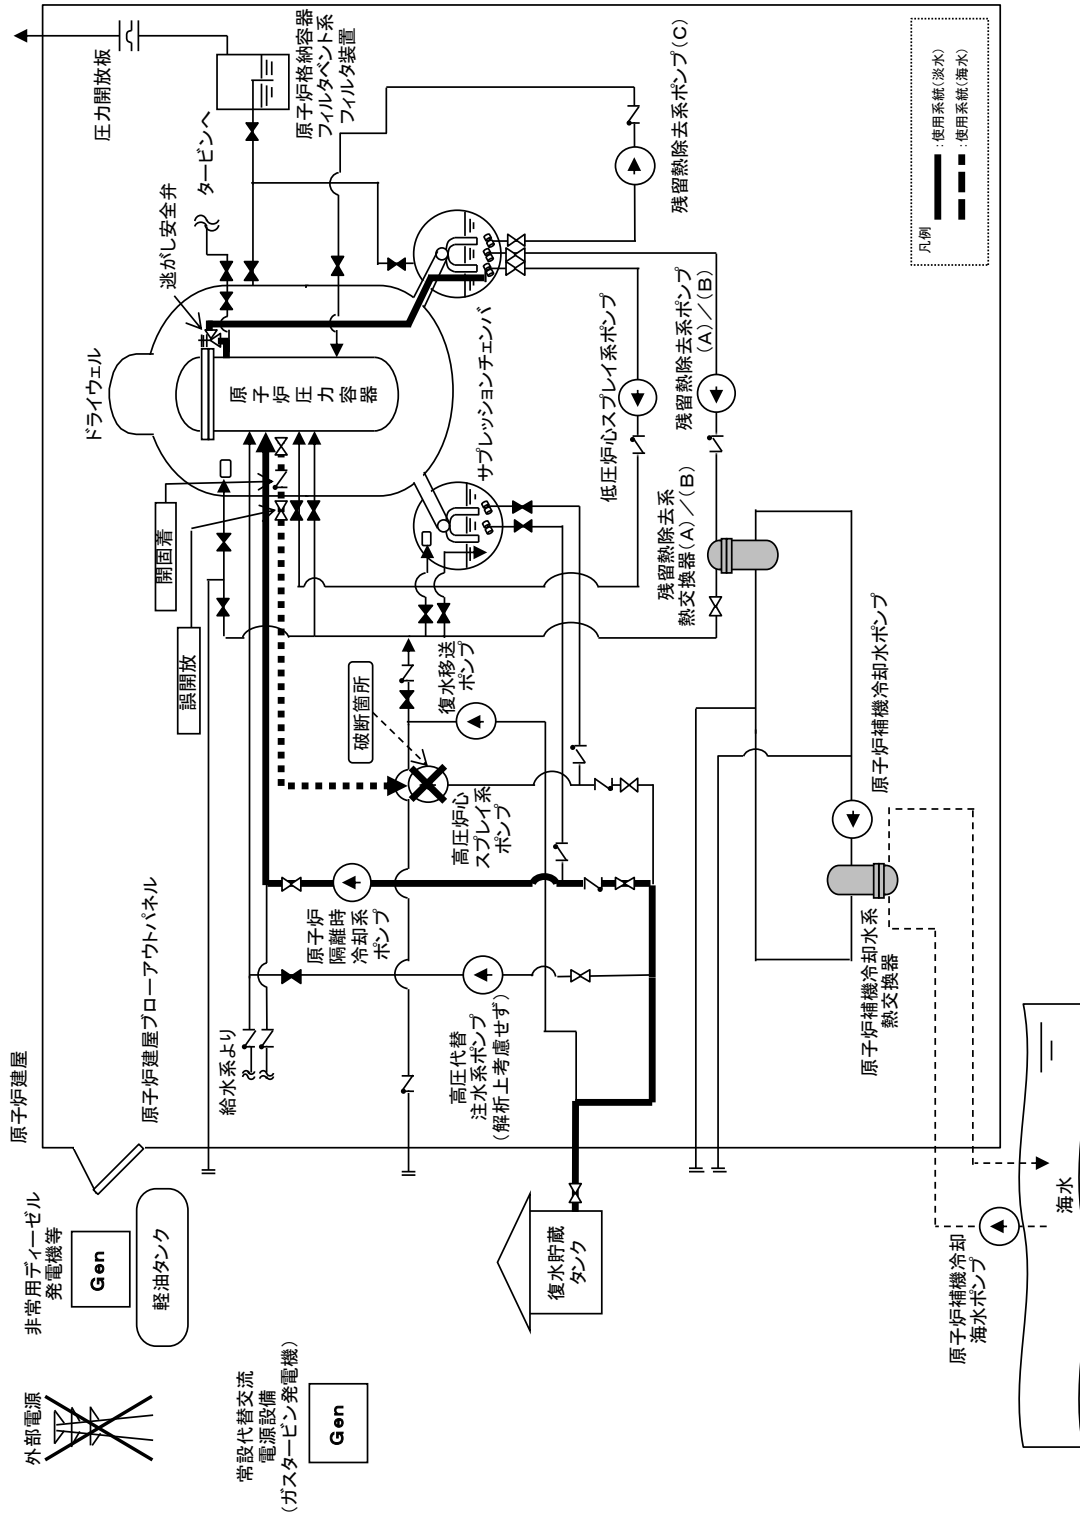 外部電源
非常用ディーゼル
発電機等
Gen
軽油タンク
常設代替交流
電源設備
(ガスタービン発電機)
Gen
原子炉建屋
原子炉建屋ブローアウトパネル
給水系より
ドライウェル
逃がし安全弁
タービンへ
圧力開放板
原子炉格納容器
フィルタベント系
フィルタ装置
原子炉圧力容器
開固着
誤開放
破断箇所
サプレッションチェンバ
復水移送
ポンプ
高圧炉心
スプレイ系
ポンプ
原子炉
隔離時
冷却系
ポンプ
高圧代替
注水系ポンプ
(解析上考慮せず)
復水貯蔵
タンク
残留熱除去系ポンプ(C)
低圧炉心スプレイ系ポンプ
残留熱除去系ポンプ
(A)/(B)
残留熱除去系
熱交換器(A)/(B)
原子炉補機冷却水ポンプ
原子炉補機冷却水系
熱交換器
原子炉補機冷却
海水ポンプ
海水
凡例
:使用系統(淡水)
:使用系統(海水)